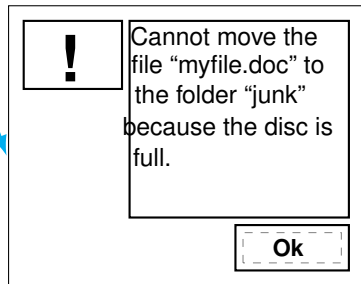 !
Cannot move the
file “myfile.doc” to
the folder “junk”
because the disc is
full.
Ok